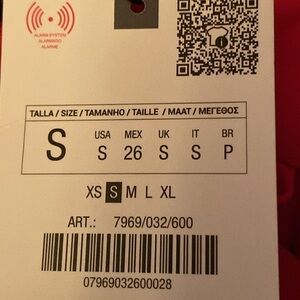 ALARM SYSTEM
ALARMADO
ALARME
TALLA / SIZE / TAMANHO / TAILLE / MAAT / ΜΕΓΕΘΟΣ
S
USA MEX UK IT BR
S 26 S S P
XS S M L XL
ART.: 7969/032/600
07969032600028